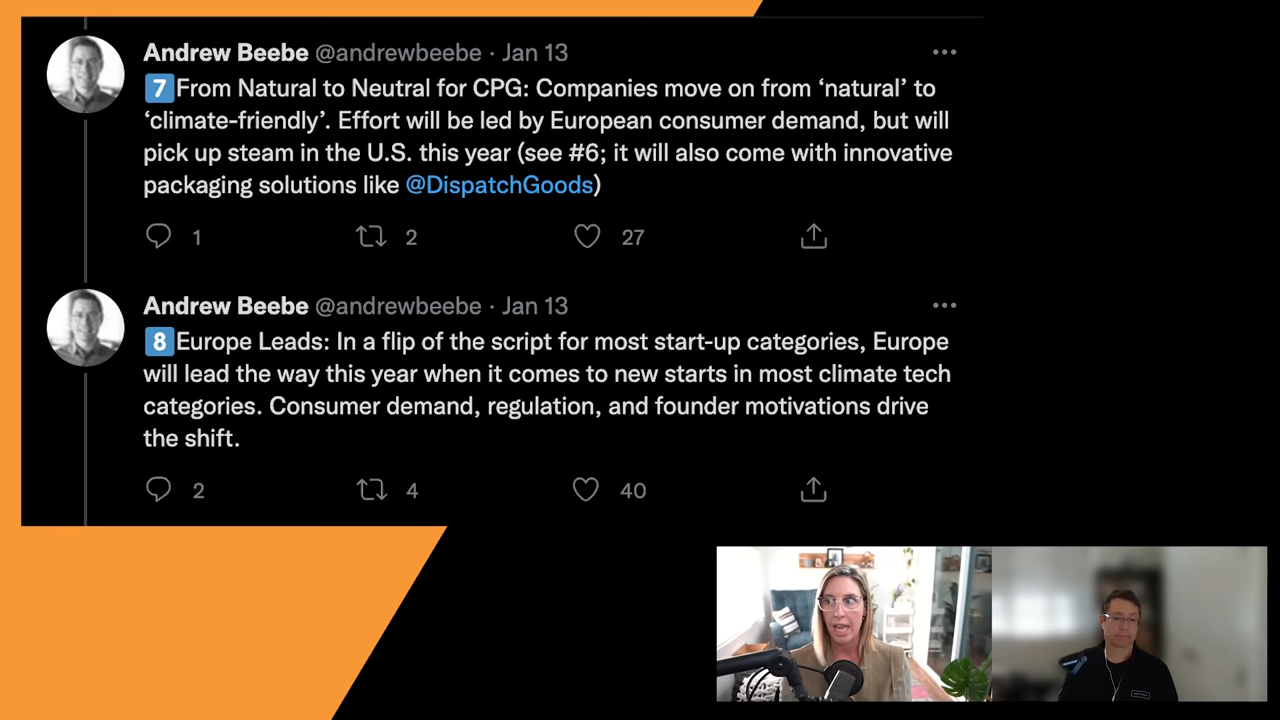 Andrew Beebe @andrewbeebe · Jan 13
7 From Natural to Neutral for CPG: Companies move on from ‘natural’ to
‘climate-friendly’. Effort will be led by European consumer demand, but will
pick up steam in the U.S. this year (see #6; it will also come with innovative
packaging solutions like @DispatchGoods)
1 2 27
Andrew Beebe @andrewbeebe · Jan 13
8 Europe Leads: In a flip of the script for most start-up categories, Europe
will lead the way this year when it comes to new starts in most climate tech
categories. Consumer demand, regulation, and founder motivations drive
the shift.
2 4 40